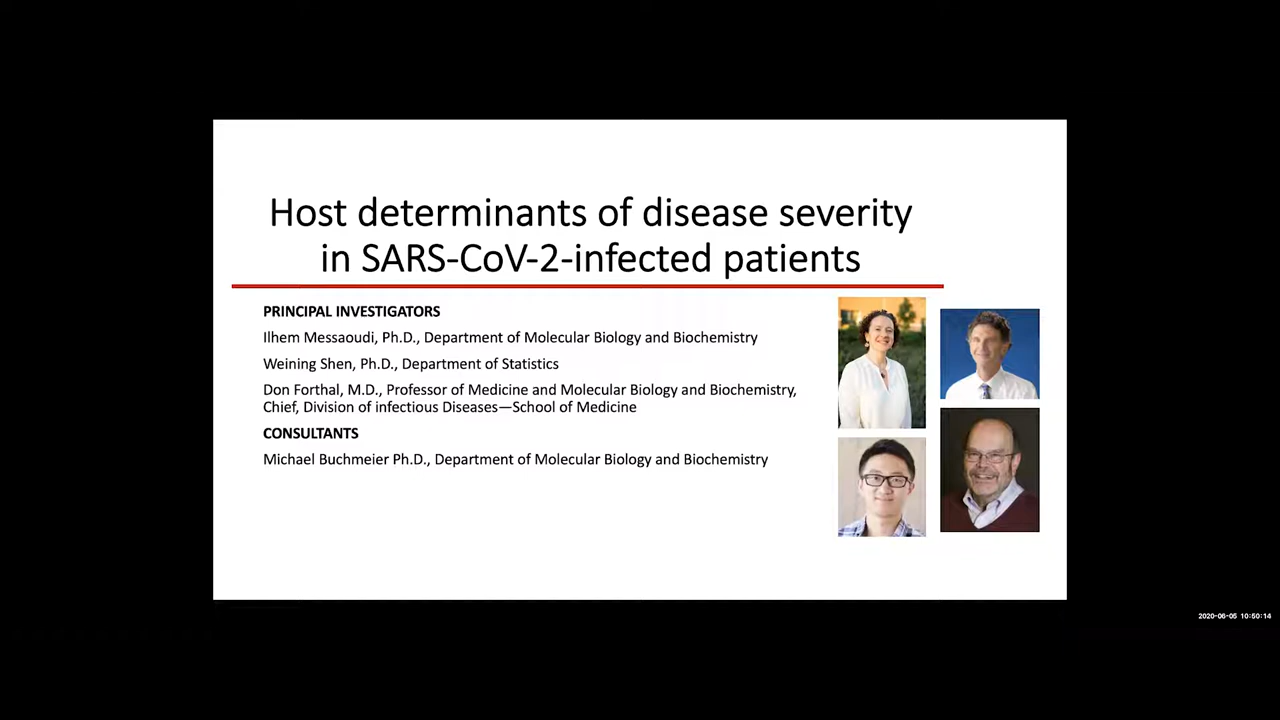 Host determinants of disease severity
in SARS-CoV-2-infected patients
PRINCIPAL INVESTIGATORS
Ilhem Messaoudi, Ph.D., Department of Molecular Biology and Biochemistry
Weining Shen, Ph.D., Department of Statistics
Don Forthal, M.D., Professor of Medicine and Molecular Biology and Biochemistry,
Chief, Division of infectious Diseases—School of Medicine
CONSULTANTS
Michael Buchmeier Ph.D., Department of Molecular Biology and Biochemistry
2020-06-05 10:50:14